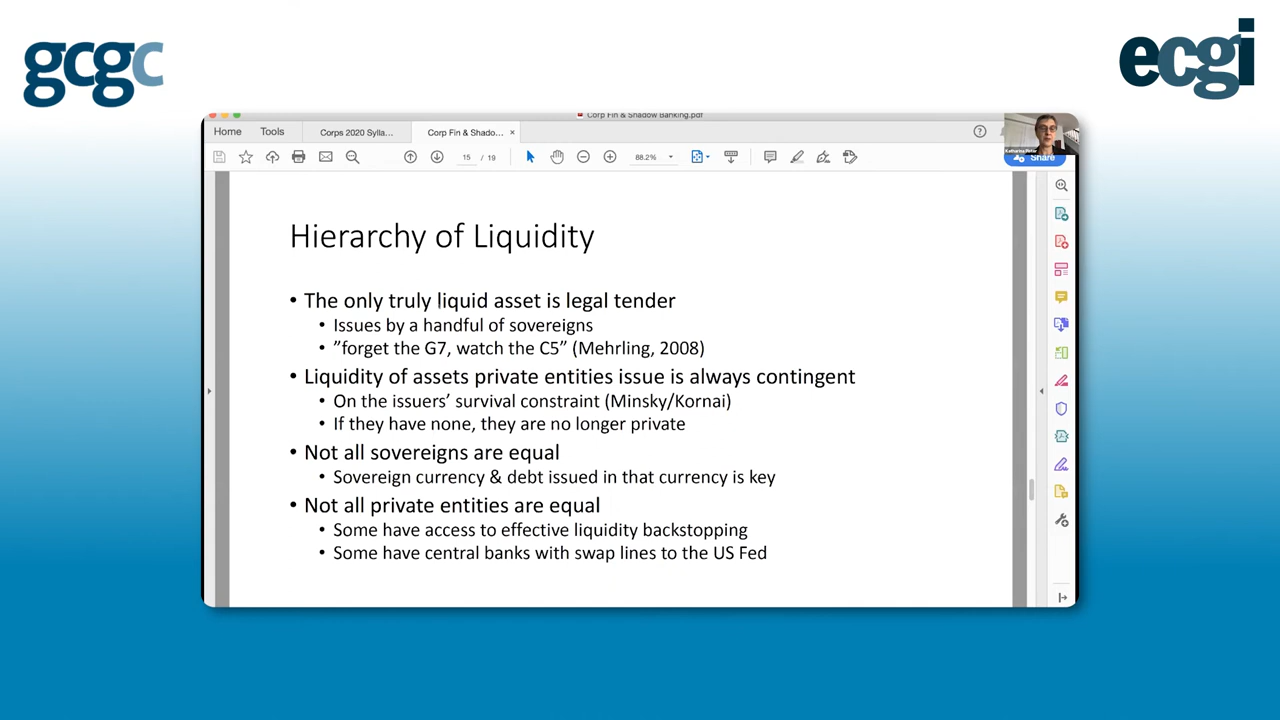 gcgc
ecgi
Corp Fin & Shadow Banking.pdf
Home Tools Corps 2020 Sylla... Corp Fin & Shado... ×
15 / 19 88.2% Share
Hierarchy of Liquidity
• The only truly liquid asset is legal tender
• Issues by a handful of sovereigns
• ”forget the G7, watch the C5” (Mehrling, 2008)
• Liquidity of assets private entities issue is always contingent
• On the issuers’ survival constraint (Minsky/Kornai)
• If they have none, they are no longer private
• Not all sovereigns are equal
• Sovereign currency & debt issued in that currency is key
• Not all private entities are equal
• Some have access to effective liquidity backstopping
• Some have central banks with swap lines to the US Fed